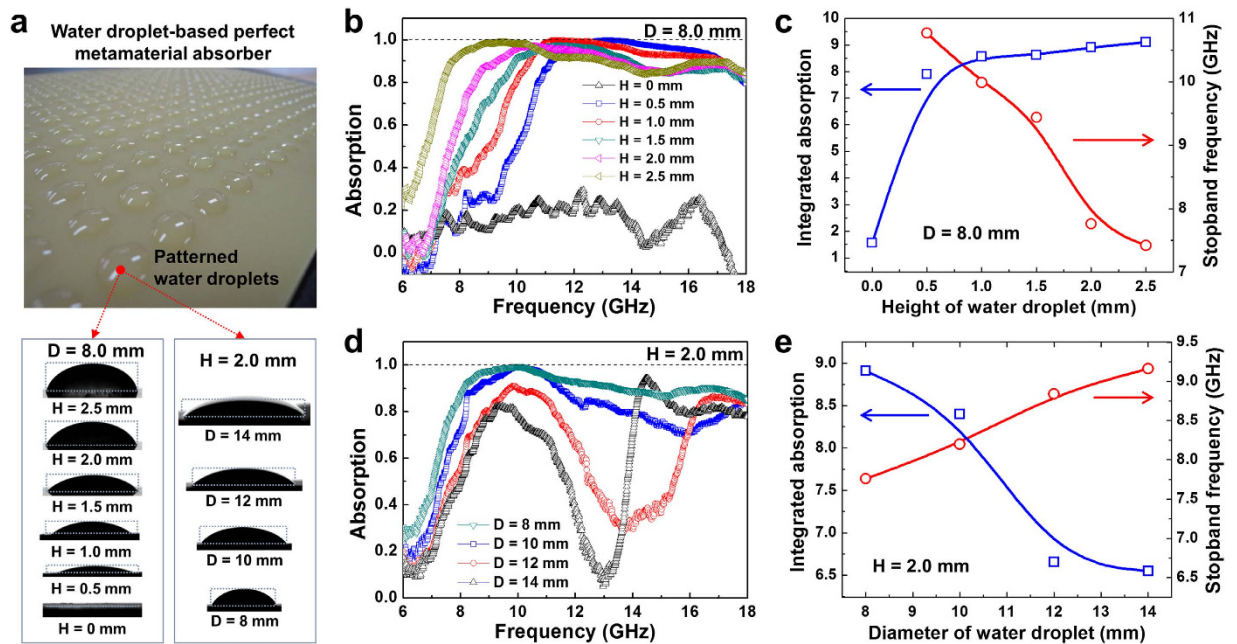 a
Water droplet-based perfect
metamaterial absorber
Patterned
water droplets
D = 8.0 mm
H = 2.5 mm
H = 2.0 mm
H = 1.5 mm
H = 1.0 mm
H = 0.5 mm
H = 0 mm
H = 2.0 mm
D = 14 mm
D = 12 mm
D = 10 mm
D = 8 mm
b
D = 8.0 mm
Absorption
1.0
0.8
0.6
0.4
0.2
0.0
H = 0 mm
H = 0.5 mm
H = 1.0 mm
H = 1.5 mm
H = 2.0 mm
H = 2.5 mm
6 8 10 12 14 16 18
Frequency (GHz)
c
Integrated absorption
10
9
8
7
6
5
4
3
2
1
D = 8.0 mm
11
10
9
8
7
Stopband frequency (GHz)
0.0 0.5 1.0 1.5 2.0 2.5
Height of water droplet (mm)
d
H = 2.0 mm
Absorption
1.0
0.8
0.6
0.4
0.2
0.0
D = 8 mm
D = 10 mm
D = 12 mm
D = 14 mm
6 8 10 12 14 16 18
Frequency (GHz)
e
Integrated absorption
9.0
8.5
8.0
7.5
7.0
6.5
H = 2.0 mm
9.5
9.0
8.5
8.0
7.5
7.0
6.5
Stopband frequency (GHz)
8 9 10 11 12 13 14
Diameter of water droplet (mm)